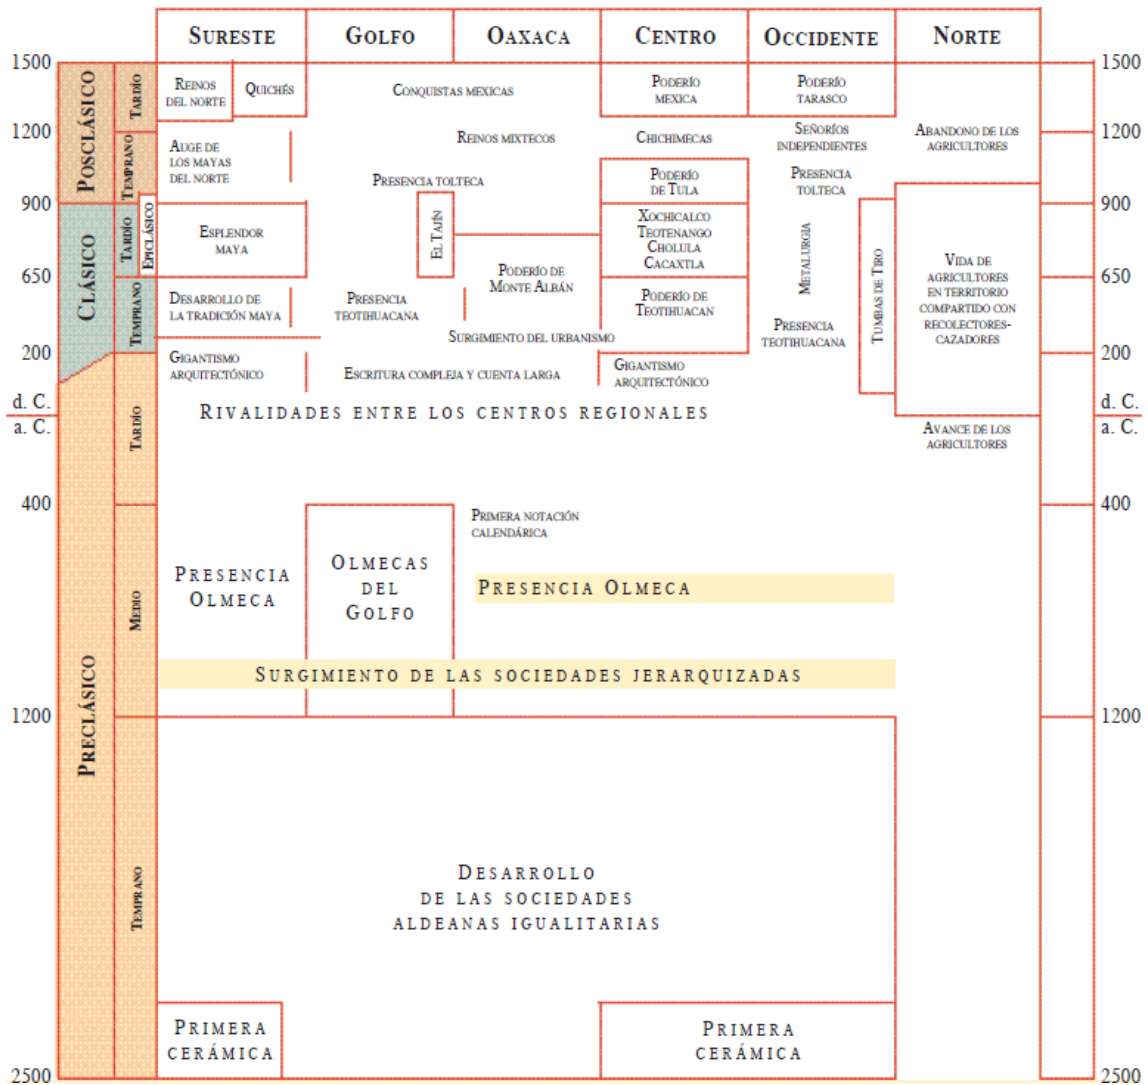 SURESTE GOLFO OAXACA CENTRO OCCIDENTE NORTE
1500 1500
POSCLÁSICO
TARDÍO
REINOS
DEL NORTE
QUICHÉS
CONQUISTAS MEXICAS
PODERÍO
MEXICA
PODERÍO
TARASCO
1200 1200
TEMPRANO
AUGE DE
LOS MAYAS
DEL NORTE
REINOS MIXTECOS
CHICHIMECAS
SEÑORÍOS
INDEPENDIENTES
ABANDONO DE LOS
AGRICULTORES
PRESENCIA TOLTECA
PODERÍO
DE TULA
PRESENCIA
TOLTECA
900 900
CLÁSICO
TARDÍO
EPICLÁSICO
ESPLENDOR
MAYA
EL TAJÍN
XOCHICALCO
TEOTENANGO
CHOLULA
CACAXTLA
METALURGIA
TUMBAS DE TIRO
VIDA DE
AGRICULTORES
EN TERRITORIO
COMPARTIDO CON
RECOLECTORES-
CAZADORES
650 650
PODERÍO DE
MONTE ALBÁN
TEMPRANO
DESARROLLO DE
LA TRADICIÓN MAYA
PRESENCIA
TEOTIHUACANA
PODERÍO DE
TEOTIHUACAN
PRESENCIA
TEOTIHUACANA
SURGIMIENTO DEL URBANISMO
200 200
GIGANTISMO
ARQUITECTÓNICO
ESCRITURA COMPLEJA Y CUENTA LARGA
GIGANTISMO
ARQUITECTÓNICO
d. C. d. C.
RIVALIDADES ENTRE LOS CENTROS REGIONALES
a. C. a. C.
PRECLÁSICO
TARDÍO
AVANCE DE LOS
AGRICULTORES
400 400
MEDIO
PRIMERA NOTACIÓN
CALENDÁRICA
PRESENCIA
OLMECA
OLMECAS
DEL
GOLFO
PRESENCIA OLMECA
SURGIMIENTO DE LAS SOCIEDADES JERARQUIZADAS
1200 1200
TEMPRANO
DESARROLLO
DE LAS SOCIEDADES
ALDEANAS IGUALITARIAS
PRIMERA
CERÁMICA
PRIMERA
CERÁMICA
2500 2500